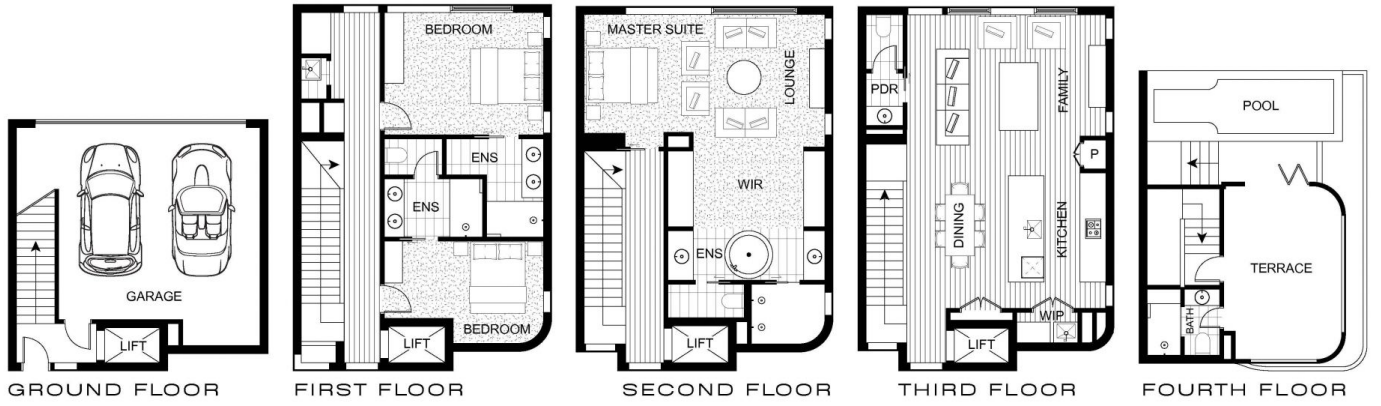 GARAGE
LIFT
GROUND FLOOR
BEDROOM
ENS
ENS
BEDROOM
LIFT
FIRST FLOOR
MASTER SUITE
LOUNGE
WIR
ENS
LIFT
SECOND FLOOR
PDR
FAMILY
P
DINING
KITCHEN
WIP
LIFT
THIRD FLOOR
POOL
TERRACE
BATH
FOURTH FLOOR